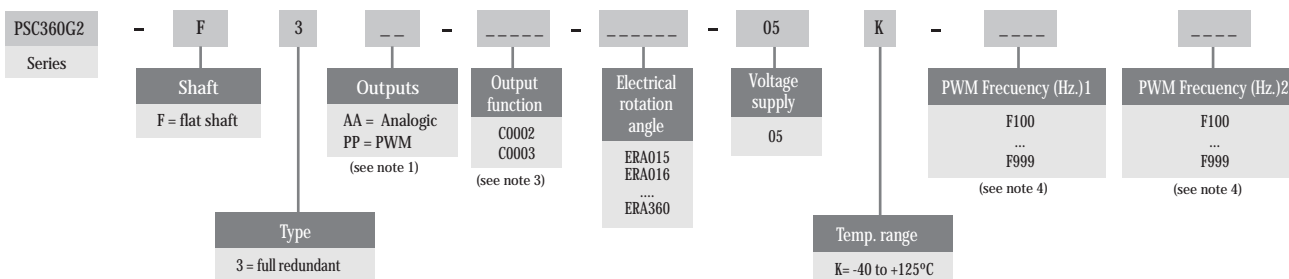 PSC360G2 - F 3 _ _ - _ _ _ _ _ - _ _ _ _ _ _ - 05 K - _ _ _ _ _ _ _ _
Series
Shaft
F = flat shaft
Outputs
AA = Analogic
PP = PWM
(see note 1)
Output
function
C0002
C0003
(see note 3)
Electrical
rotation
angle
ERA015
ERA016
....
ERA360
Voltage
supply
05
PWM Frecuency (Hz.)1
F100
...
F999
(see note 4)
PWM Frecuency (Hz.)2
F100
...
F999
(see note 4)
Type
3 = full redundant
Temp. range
K= -40 to +125ºC